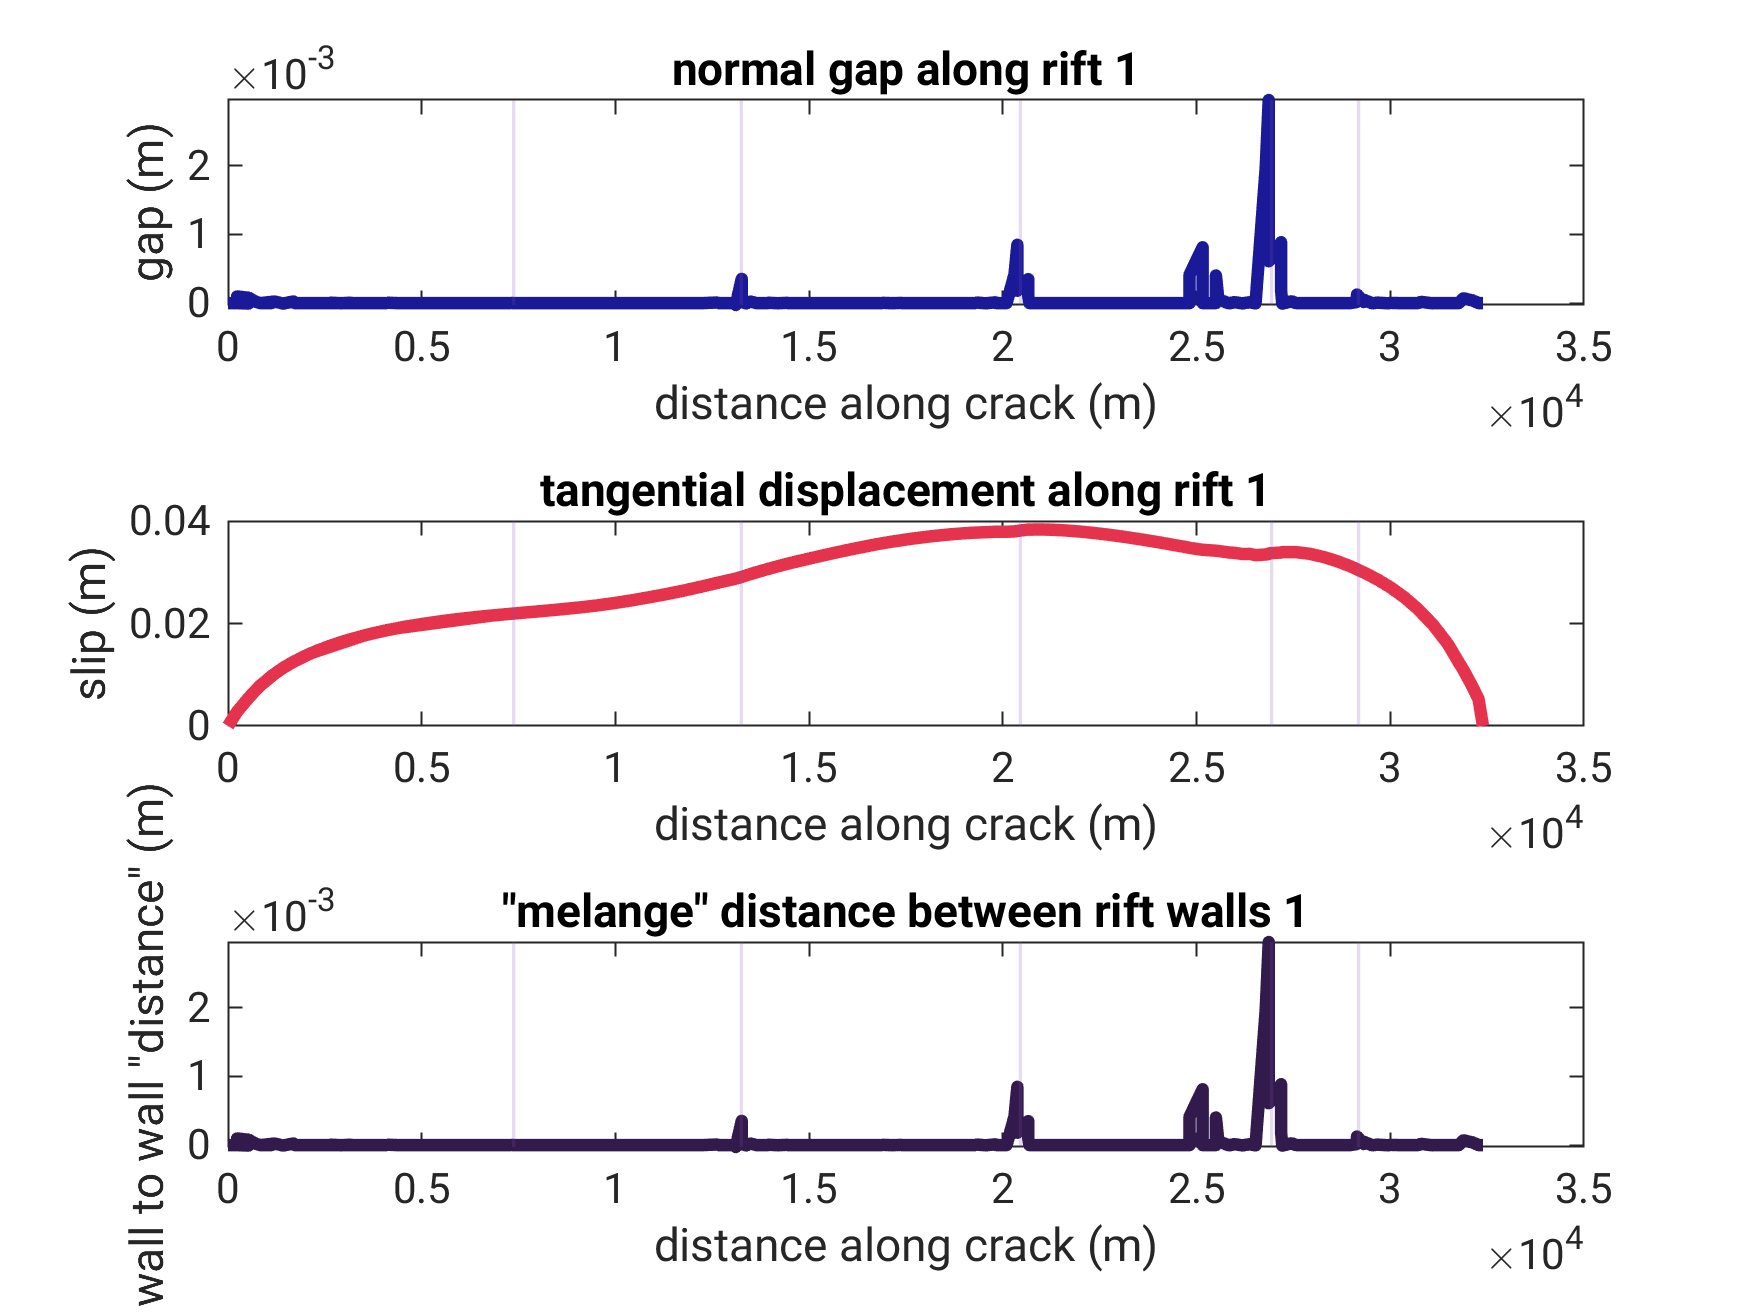 ×10^-3
normal gap along rift 1
gap (m)
2
1
0
0 0.5 1 1.5 2 2.5 3 3.5
distance along crack (m)
×10^4
tangential displacement along rift 1
slip (m)
0.04
0.02
0
0 0.5 1 1.5 2 2.5 3 3.5
distance along crack (m)
×10^4
×10^-3
"melange" distance between rift walls 1
wall to wall "distance" (m)
2
1
0
0 0.5 1 1.5 2 2.5 3 3.5
distance along crack (m)
×10^4